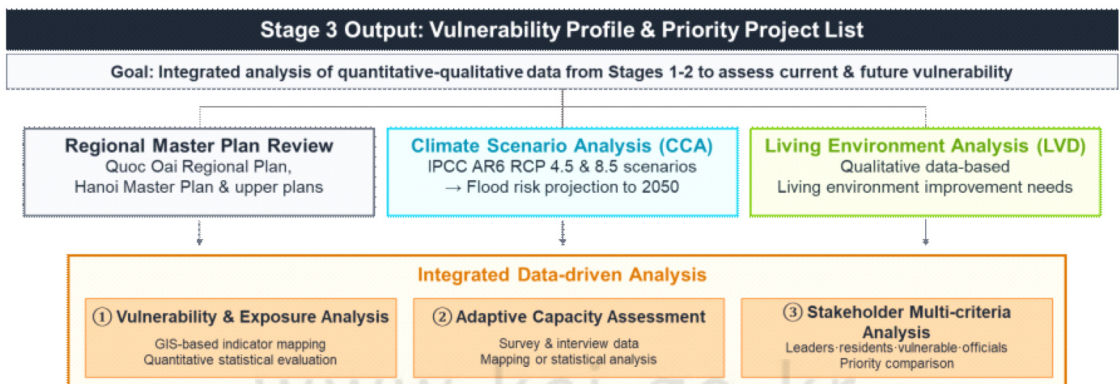 Stage 3 Output: Vulnerability Profile & Priority Project List
Goal: Integrated analysis of quantitative-qualitative data from Stages 1-2 to assess current & future vulnerability
Regional Master Plan Review
Quoc Oai Regional Plan,
Hanoi Master Plan & upper plans
Climate Scenario Analysis (CCA)
IPCC AR6 RCP 4.5 & 8.5 scenarios
→ Flood risk projection to 2050
Living Environment Analysis (LVD)
Qualitative data-based
Living environment improvement needs
Integrated Data-driven Analysis
① Vulnerability & Exposure Analysis
GIS-based indicator mapping
Quantitative statistical evaluation
② Adaptive Capacity Assessment
Survey & interview data
Mapping or statistical analysis
③ Stakeholder Multi-criteria
Analysis
Leaders·residents·vulnerable·officials
Priority comparison